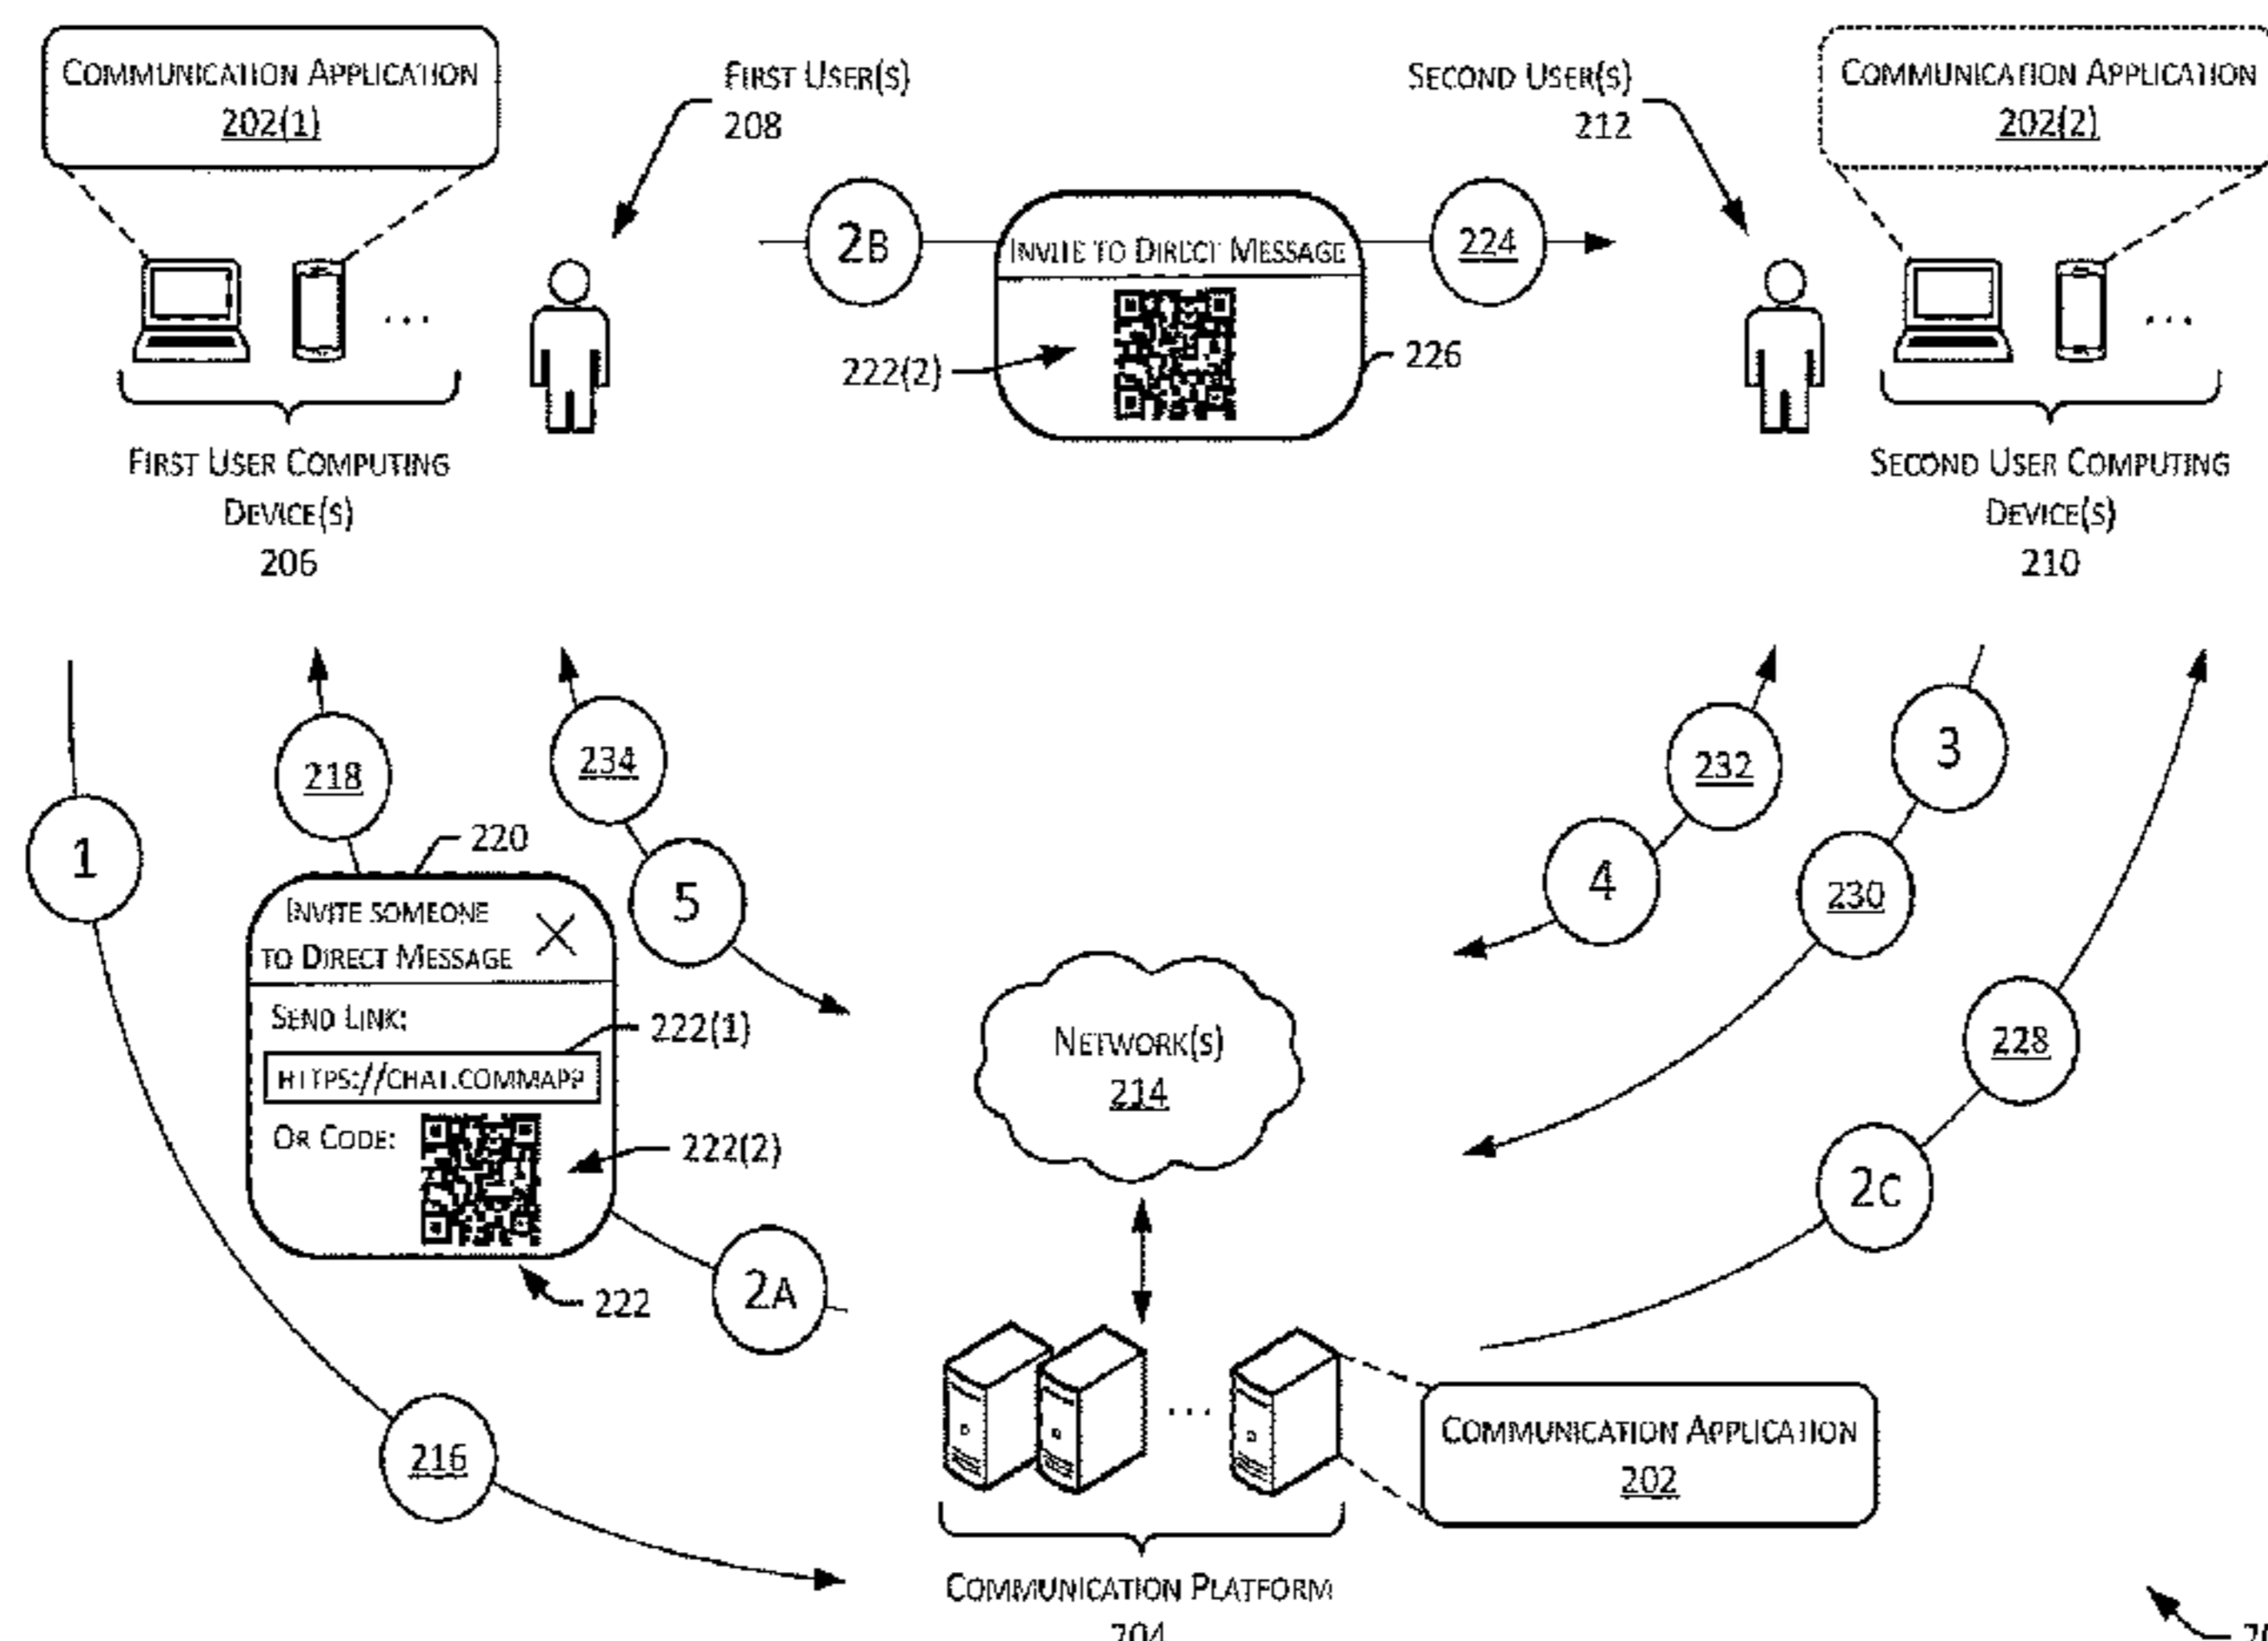 COMMUNICATION APPLICATION
202(1)
FIRST USER(S)
208
SECOND USER(S)
212
COMMUNICATION APPLICATION
202(2)
2B
INVITE TO DIRECT MESSAGE
224
222(2)
226
...
...
FIRST USER COMPUTING
DEVICE(S)
206
SECOND USER COMPUTING
DEVICE(S)
210
1
218
234
5
220
INVITE SOMEONE
TO DIRECT MESSAGE
SEND LINK:
222(1)
HTTPS://CHAT.COMMAPP
OR CODE:
222(2)
222
2A
216
232
3
4
230
228
2C
NETWORK(S)
214
...
COMMUNICATION APPLICATION
202
COMMUNICATION PLATFORM
204